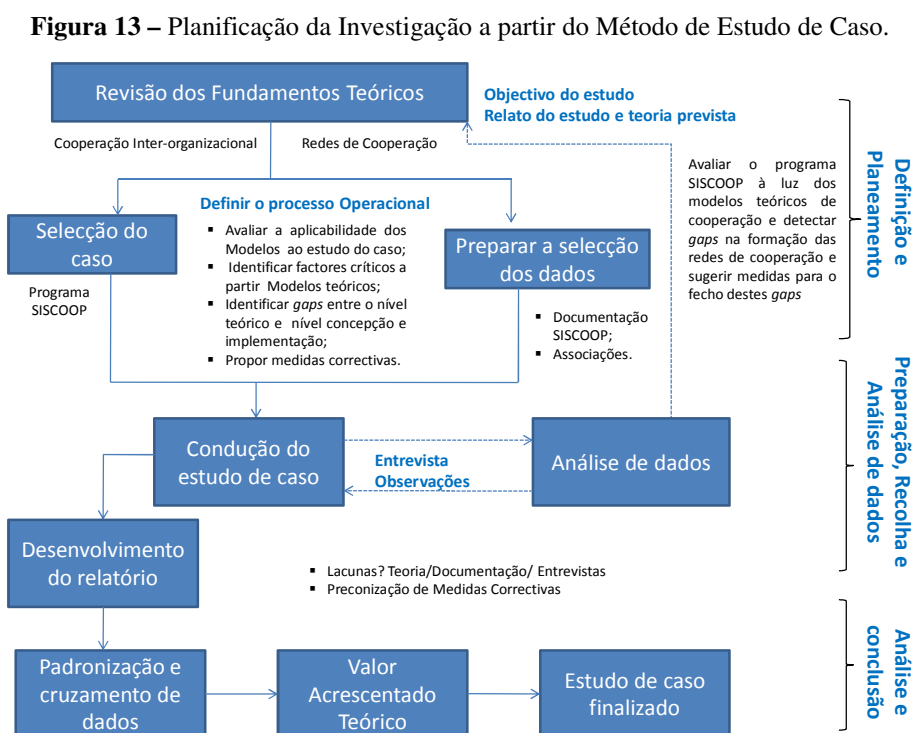 Figura 13 – Planificação da Investigação a partir do Método de Estudo de Caso.
Revisão dos Fundamentos Teóricos
Objectivo do estudo
Relato do estudo e teoria prevista
Cooperação Inter-organizacional
Redes de Cooperação
Avaliar o programa
SISCOOP à luz dos
modelos teóricos de
cooperação e detectar
gaps na formação das
redes de cooperação e
sugerir medidas para o
fecho destes gaps
Definição e
Planeamento
Selecção do
caso
Programa
SISCOOP
Definir o processo Operacional
▪ Avaliar a aplicabilidade dos
Modelos ao estudo do caso;
▪ Identificar factores críticos a
partir Modelos teóricos;
▪ Identificar gaps entre o nível
teórico e nível concepção e
implementação;
▪ Propor medidas correctivas.
Preparar a selecção
dos dados
▪ Documentação
SISCOOP;
▪ Associações.
Preparação, Recolha e
Análise de dados
Condução do
estudo de caso
Entrevista
Observações
Análise de dados
Desenvolvimento
do relatório
▪ Lacunas? Teoria/Documentação/ Entrevistas
▪ Preconização de Medidas Correctivas
Análise e
conclusão
Padronização e
cruzamento de
dados
Valor
Acrescentado
Teórico
Estudo de caso
finalizado